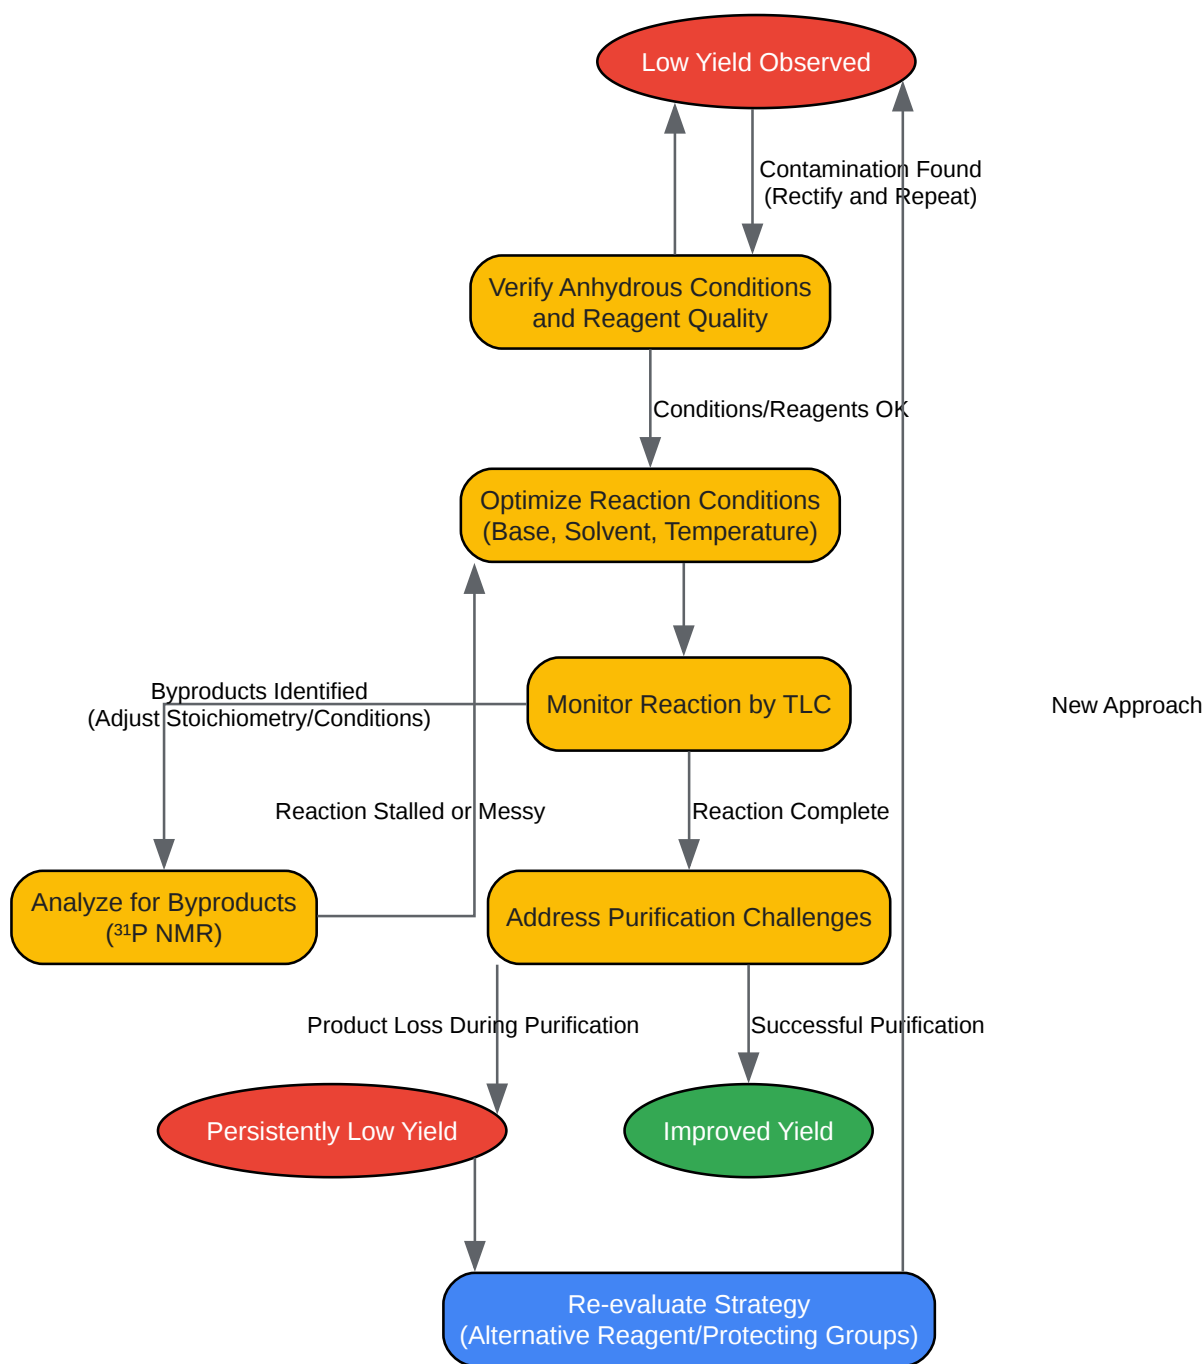 Low Yield Observed
Contamination Found
(Rectify and Repeat)
Verify Anhydrous Conditions
and Reagent Quality
Conditions/Reagents OK
Optimize Reaction Conditions
(Base, Solvent, Temperature)
Byproducts Identified
(Adjust Stoichiometry/Conditions)
Monitor Reaction by TLC
New Approach
Reaction Stalled or Messy
Reaction Complete
Analyze for Byproducts
(³¹P NMR)
Address Purification Challenges
Product Loss During Purification
Successful Purification
Persistently Low Yield
Improved Yield
Re-evaluate Strategy
(Alternative Reagent/Protecting Groups)